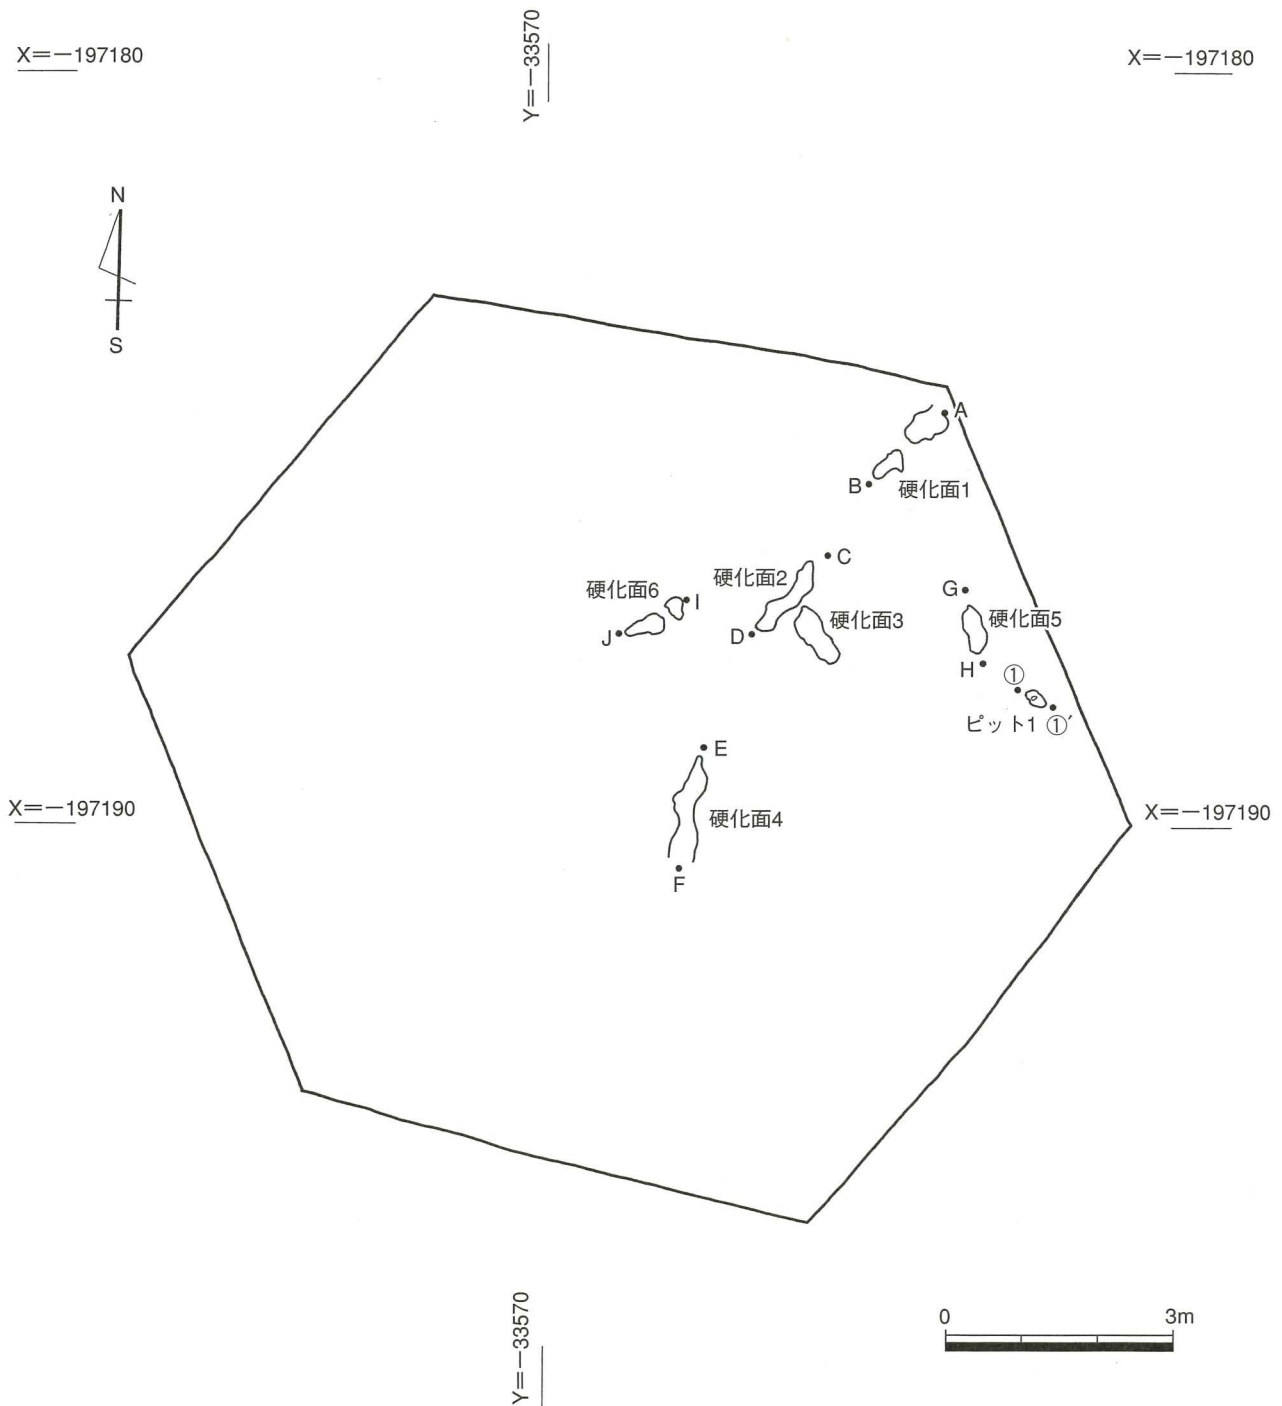 X=-197180
Y=-33570
X=-197180
N
S
A
B
硬化面1
C
硬化面2
硬化面6
G
I
硬化面5
硬化面3
J
D
H
①
ピット1 ①′
E
X=-197190
X=-197190
硬化面4
F
Y=-33570
0 3m